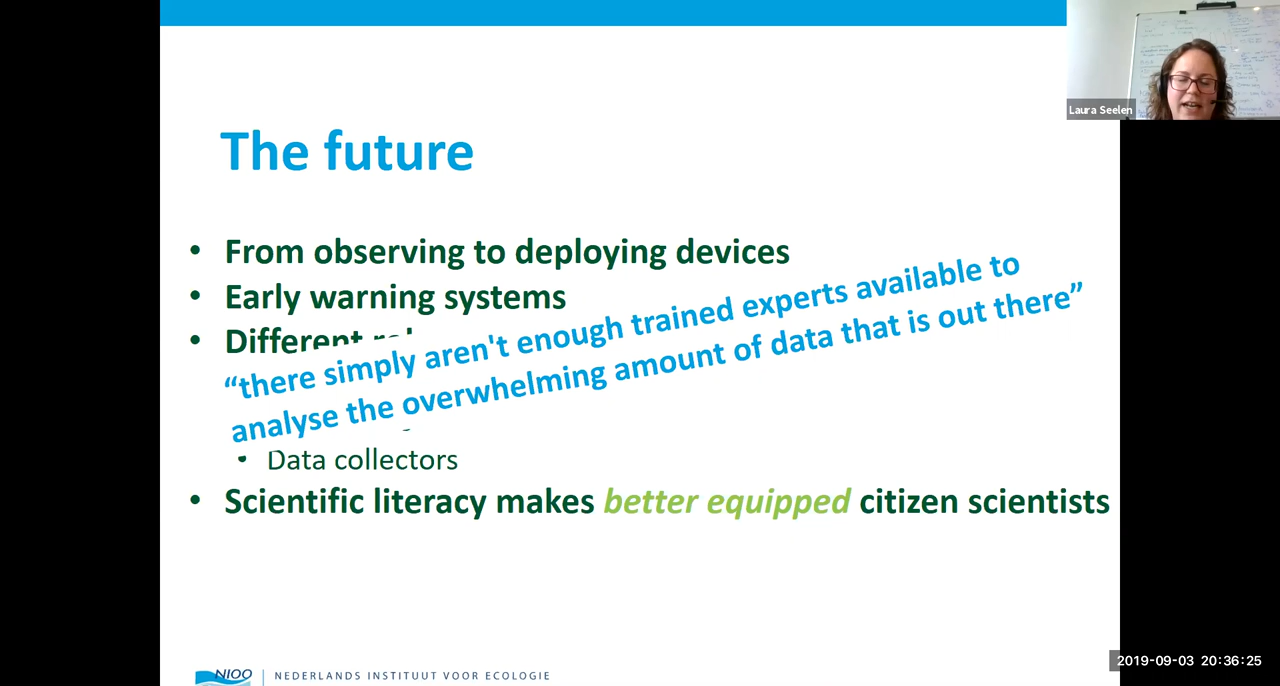 Laura Seelen
The future
• From observing to deploying devices
• Early warning systems
• Different
“there simply aren't enough trained experts available to
analyse the overwhelming amount of data that is out there”
• Data collectors
• Scientific literacy makes better equipped citizen scientists
NIOO
NEDERLANDS INSTITUUT VOOR ECOLOGIE
2019-09-03 20:36:25